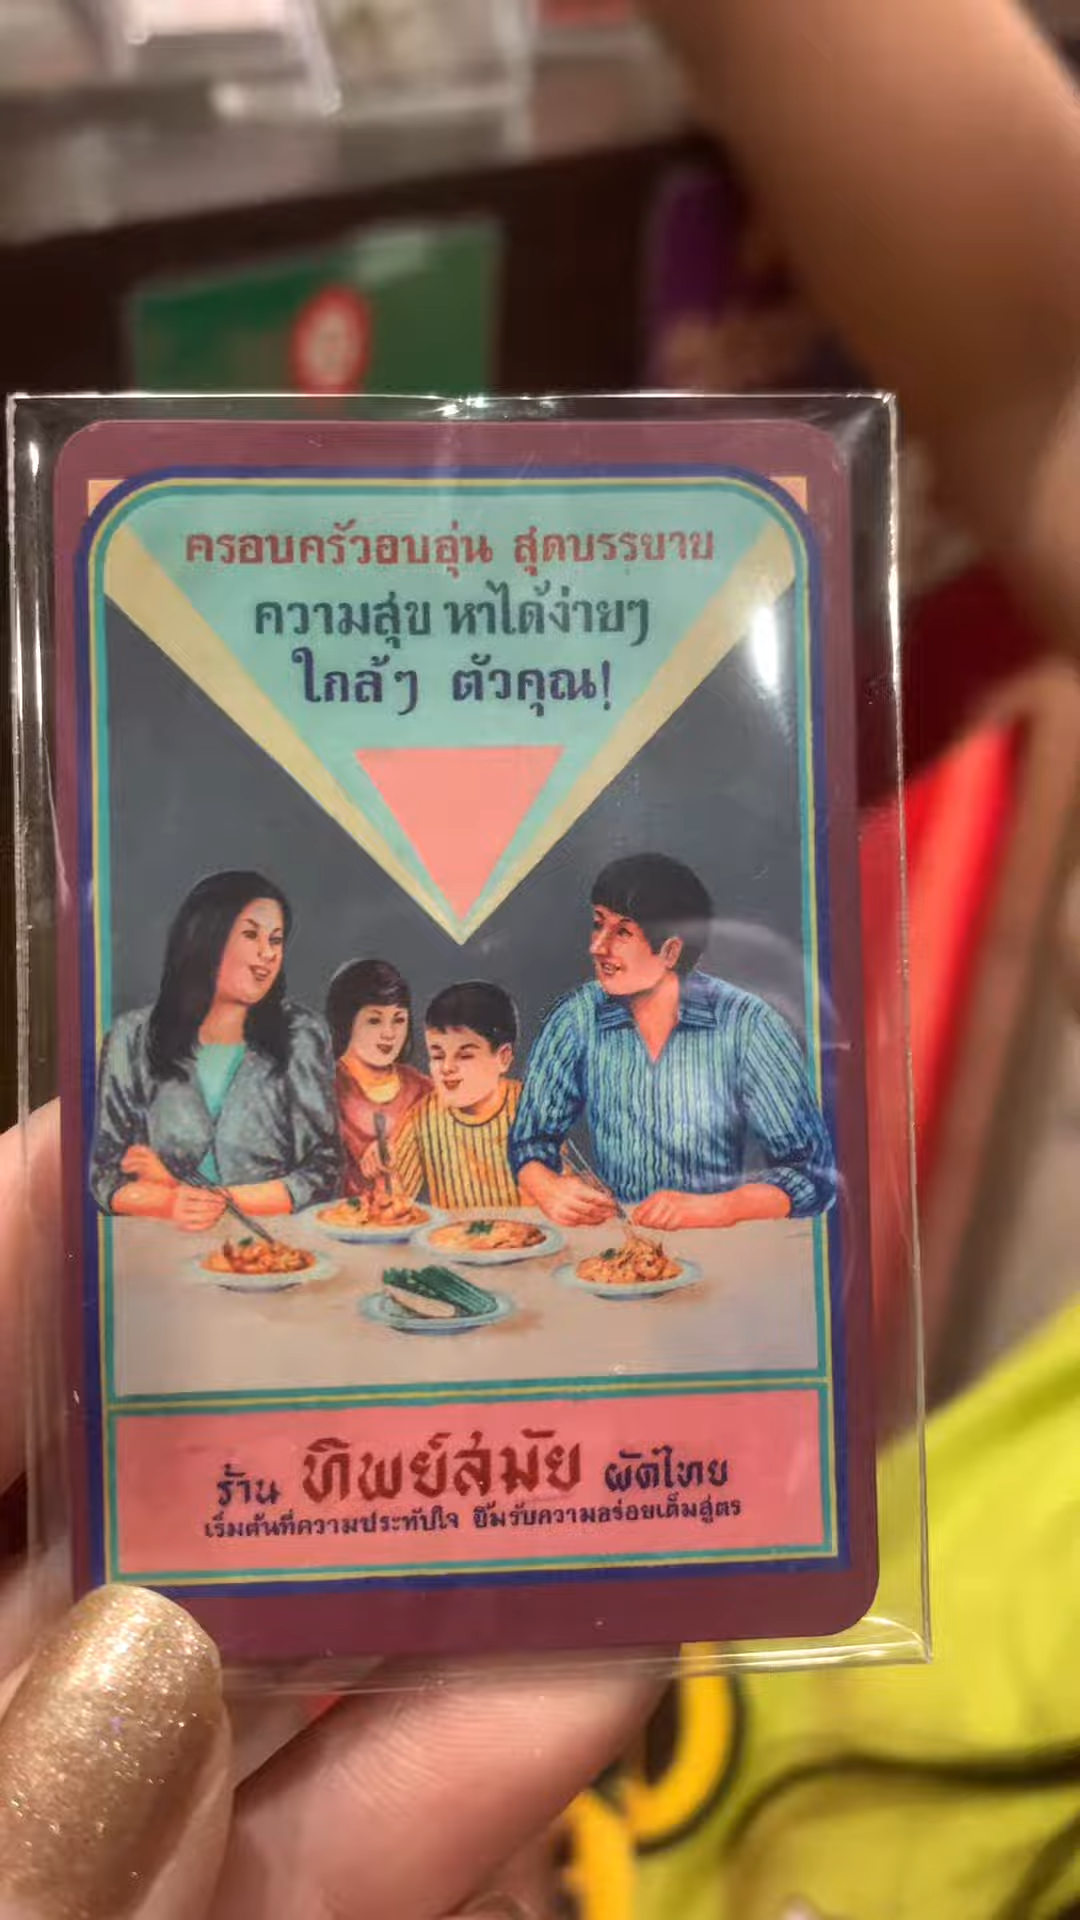 ครอบครัวอบอุ่น สุดบรรยาย
ความสุข หาได้ง่ายๆ
ใกล้ๆ ตัวคุณ!
ร้าน ทิพย์สมัย ผัดไทย
เริ่มต้นที่ความประทับใจ ยิ้มรับความอร่อยเต็มสูตร